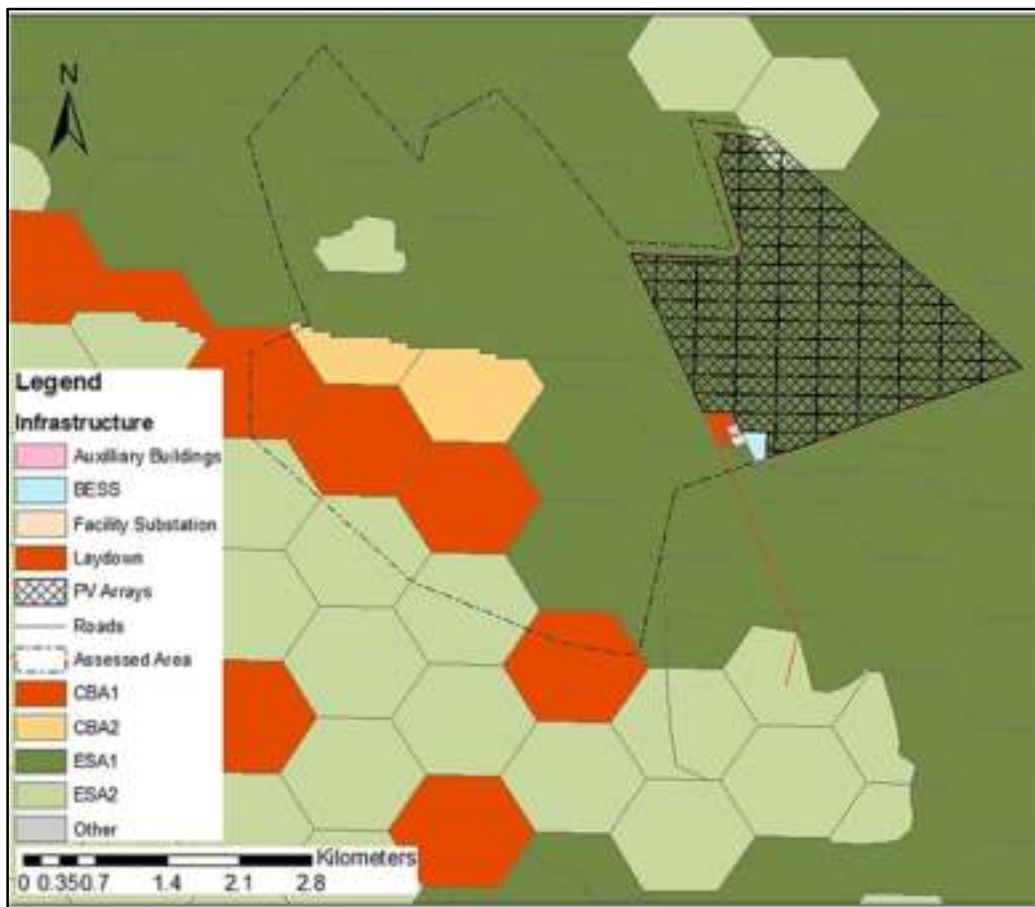 N
Legend
Infrastructure
Auxilliary Buildings
BESS
Facility Substation
Laydown
PV Arrays
Roads
Assessed Area
CBA1
CBA2
ESA1
ESA2
Other
Kilometers
0 0.350.7 1.4 2.1 2.8